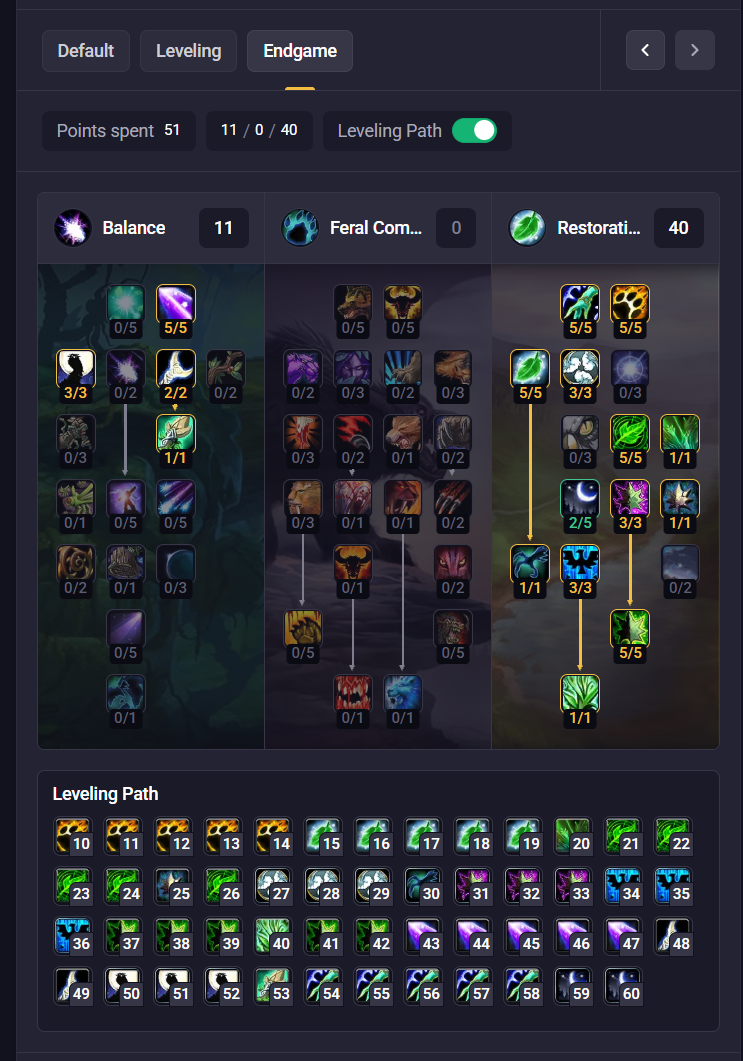 Default Leveling Endgame
Points spent 51 11 / 0 / 40 Leveling Path
Balance 11 Feral Com... 0 Restorati... 40
0/5 5/5 0/5 0/5 5/5 5/5
3/3 0/2 2/2 0/2 0/2 0/3 0/2 0/3 5/5 3/3 0/3
0/3 1/1 0/3 0/2 0/1 0/2 0/3 5/5 1/1
0/1 0/5 0/5 0/3 0/1 0/1 0/2 2/5 3/3 1/1
0/2 0/1 0/3 0/1 0/2 1/1 3/3 0/2
0/5 0/5 0/5 5/5
0/1 0/1 0/1 1/1
Leveling Path
10 11 12 13 14 15 16 17 18 19 20 21 22
23 24 25 26 27 28 29 30 31 32 33 34 35
36 37 38 39 40 41 42 43 44 45 46 47 48
49 50 51 52 53 54 55 56 57 58 59 60